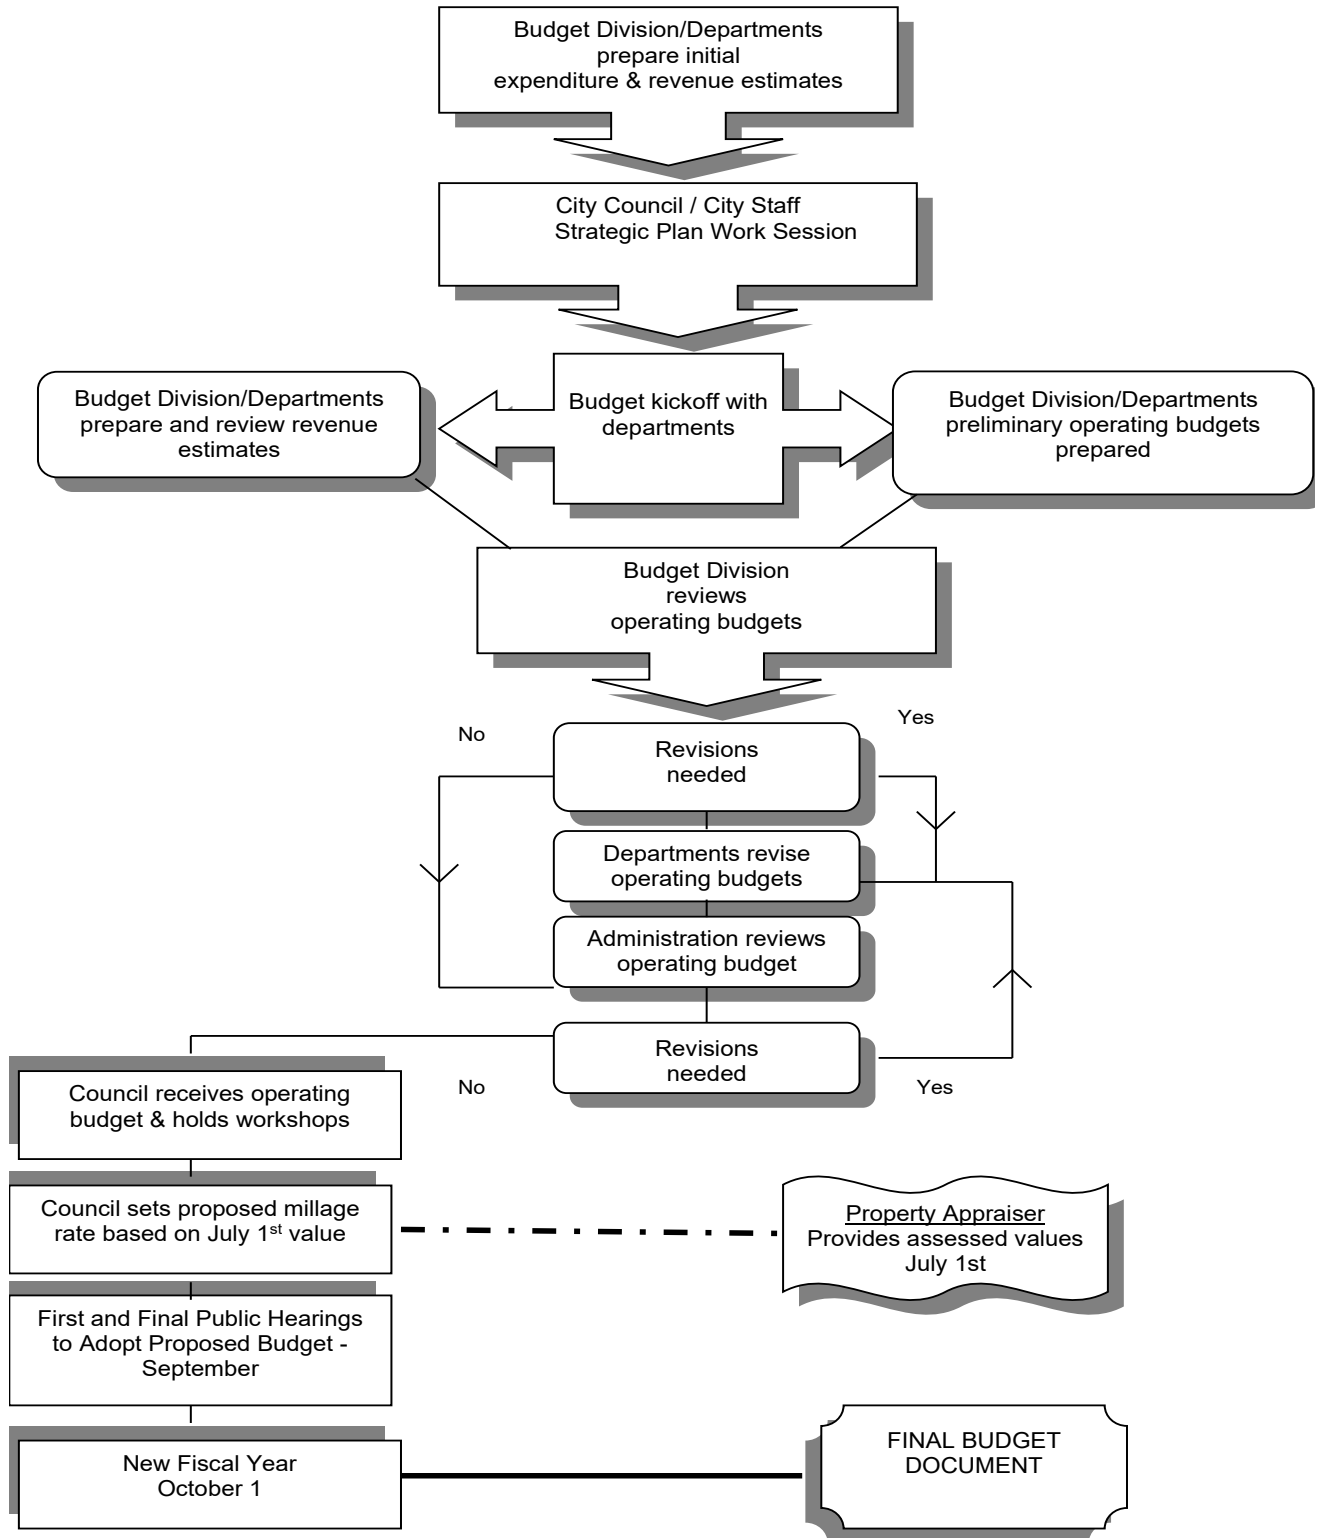 Budget Division/Departments
prepare initial
expenditure & revenue estimates
City Council / City Staff
Strategic Plan Work Session
Budget Division/Departments
prepare and review revenue
estimates
Budget kickoff with
departments
Budget Division/Departments
preliminary operating budgets
prepared
Budget Division
reviews
operating budgets
No
Yes
Revisions
needed
Departments revise
operating budgets
Administration reviews
operating budget
Revisions
needed
No
Yes
Council receives operating
budget & holds workshops
Council sets proposed millage
rate based on July 1st value
Property Appraiser
Provides assessed values
July 1st
First and Final Public Hearings
to Adopt Proposed Budget -
September
New Fiscal Year
October 1
FINAL BUDGET
DOCUMENT